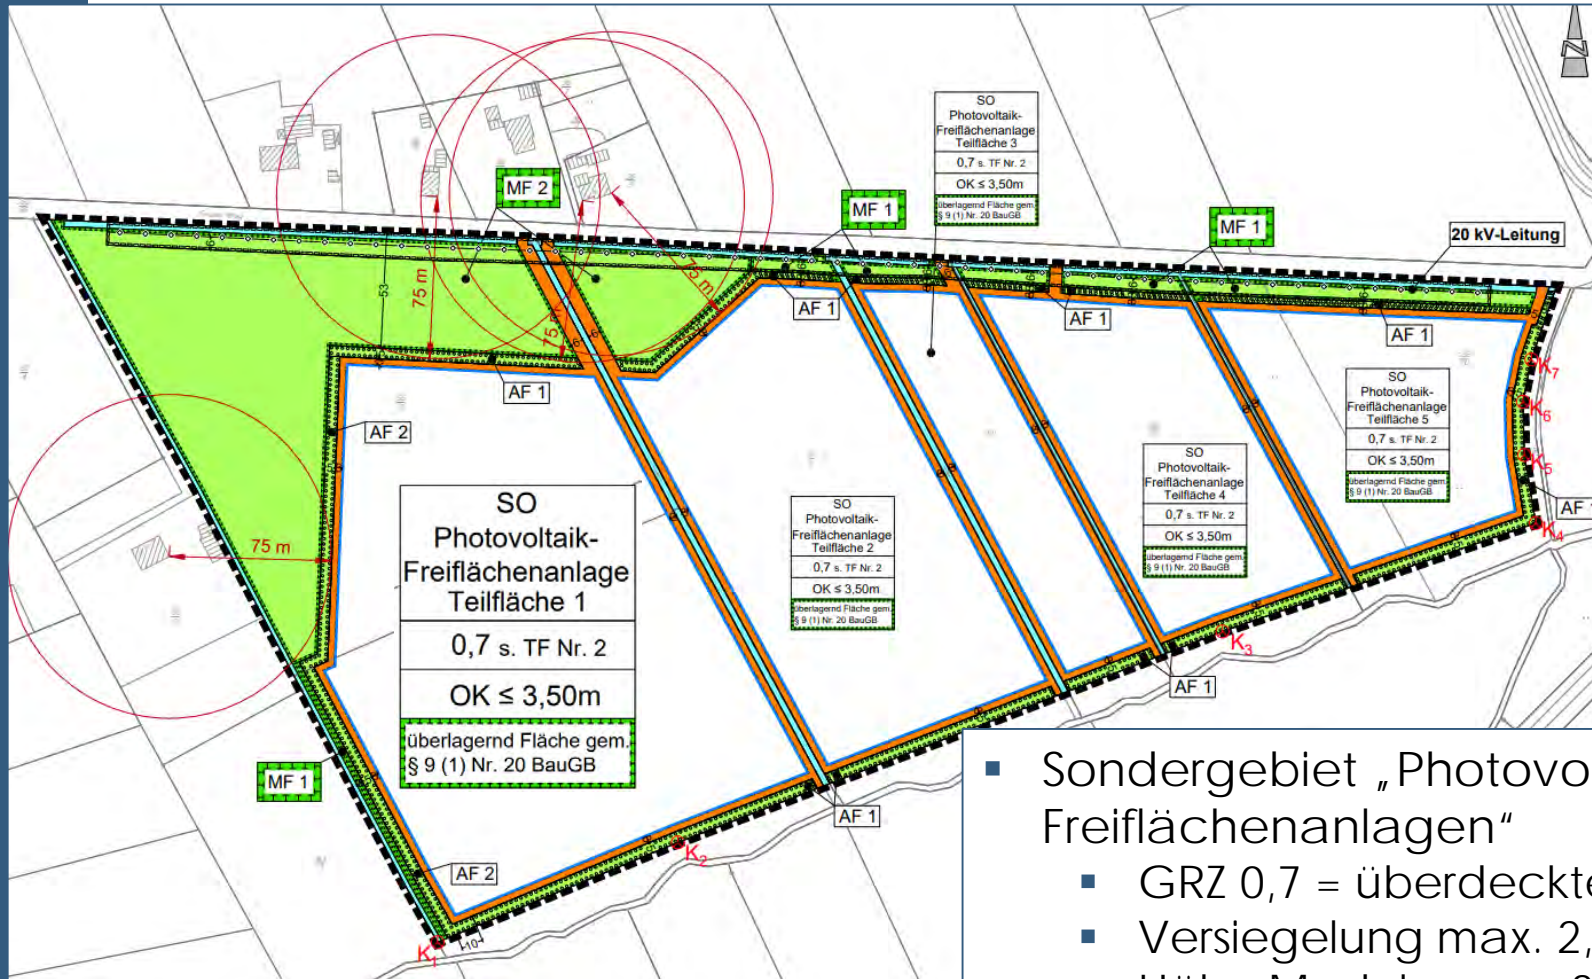 SO
Photovoltaik-
Freiflächenanlage
Teilfläche 3
0,7 s. TF Nr. 2
OK ≤ 3,50m
überlagernd Fläche gem.
§ 9 (1) Nr. 20 BauGB
N
MF 2
MF 1
MF 1
20 kV-Leitung
53
75 m
75 m
75 m
6
6
AF 1
AF 1
AF 1
AF 1
K7
K6
K5
K4
AF 1
AF 2
75 m
SO
Photovoltaik-
Freiflächenanlage
Teilfläche 5
0,7 s. TF Nr. 2
OK ≤ 3,50m
überlagernd Fläche gem.
§ 9 (1) Nr. 20 BauGB
SO
Photovoltaik-
Freiflächenanlage
Teilfläche 4
0,7 s. TF Nr. 2
OK ≤ 3,50m
überlagernd Fläche gem.
§ 9 (1) Nr. 20 BauGB
SO
Photovoltaik-
Freiflächenanlage
Teilfläche 1
0,7 s. TF Nr. 2
OK ≤ 3,50m
überlagernd Fläche gem.
§ 9 (1) Nr. 20 BauGB
SO
Photovoltaik-
Freiflächenanlage
Teilfläche 2
0,7 s. TF Nr. 2
OK ≤ 3,50m
überlagernd Fläche gem.
§ 9 (1) Nr. 20 BauGB
K3
AF 1
MF 1
AF 1
K2
AF 2
K1
10
Sondergebiet „Photovo
Freiflächenanlagen“
GRZ 0,7 = überdeckte
Versiegelung max. 2,